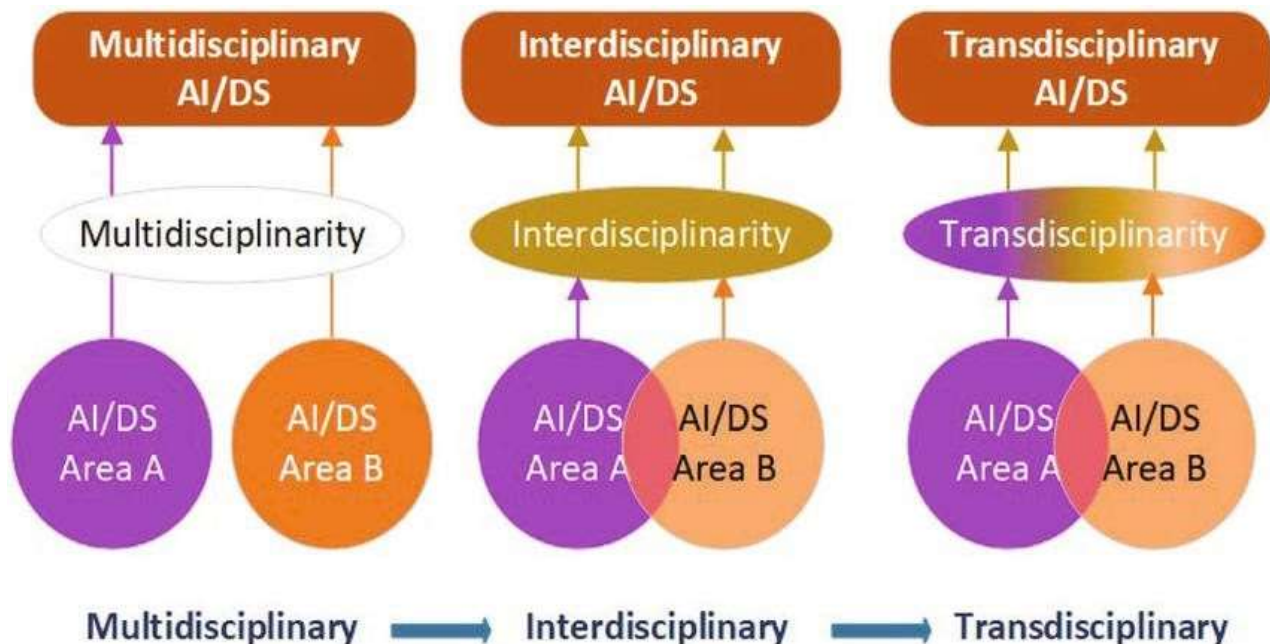 Multidisciplinary
AI/DS
Interdisciplinary
AI/DS
Transdisciplinary
AI/DS
Multidisciplinarity
Interdisciplinarity
Transdisciplinarity
AI/DS
Area A
AI/DS
Area B
AI/DS
Area A
AI/DS
Area B
AI/DS
Area A
AI/DS
Area B
Multidisciplinary
Interdisciplinary
Transdisciplinary